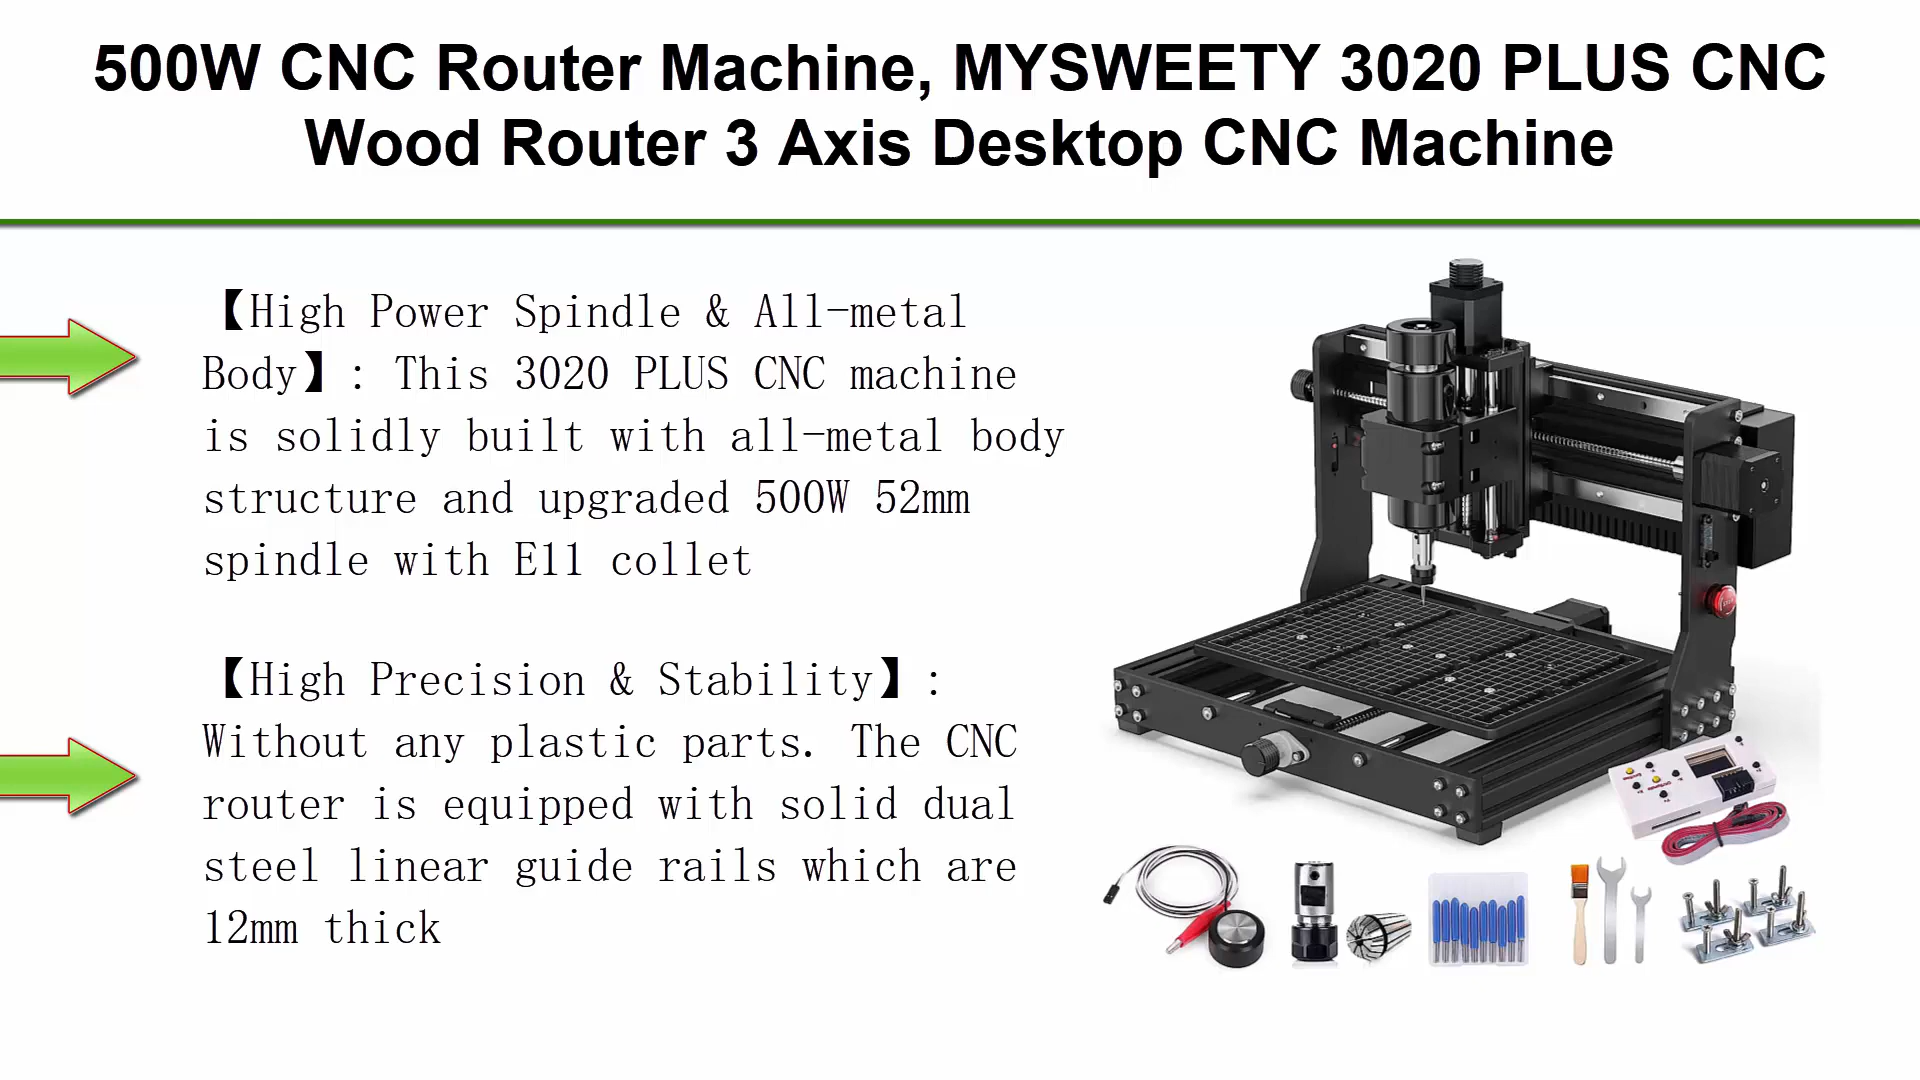 500W CNC Router Machine, MYSWEETY 3020 PLUS CNC
Wood Router 3 Axis Desktop CNC Machine
【High Power Spindle & All-metal
Body】: This 3020 PLUS CNC machine
is solidly built with all-metal body
structure and upgraded 500W 52mm
spindle with E11 collet
【High Precision & Stability】:
Without any plastic parts. The CNC
router is equipped with solid dual
steel linear guide rails which are
12mm thick